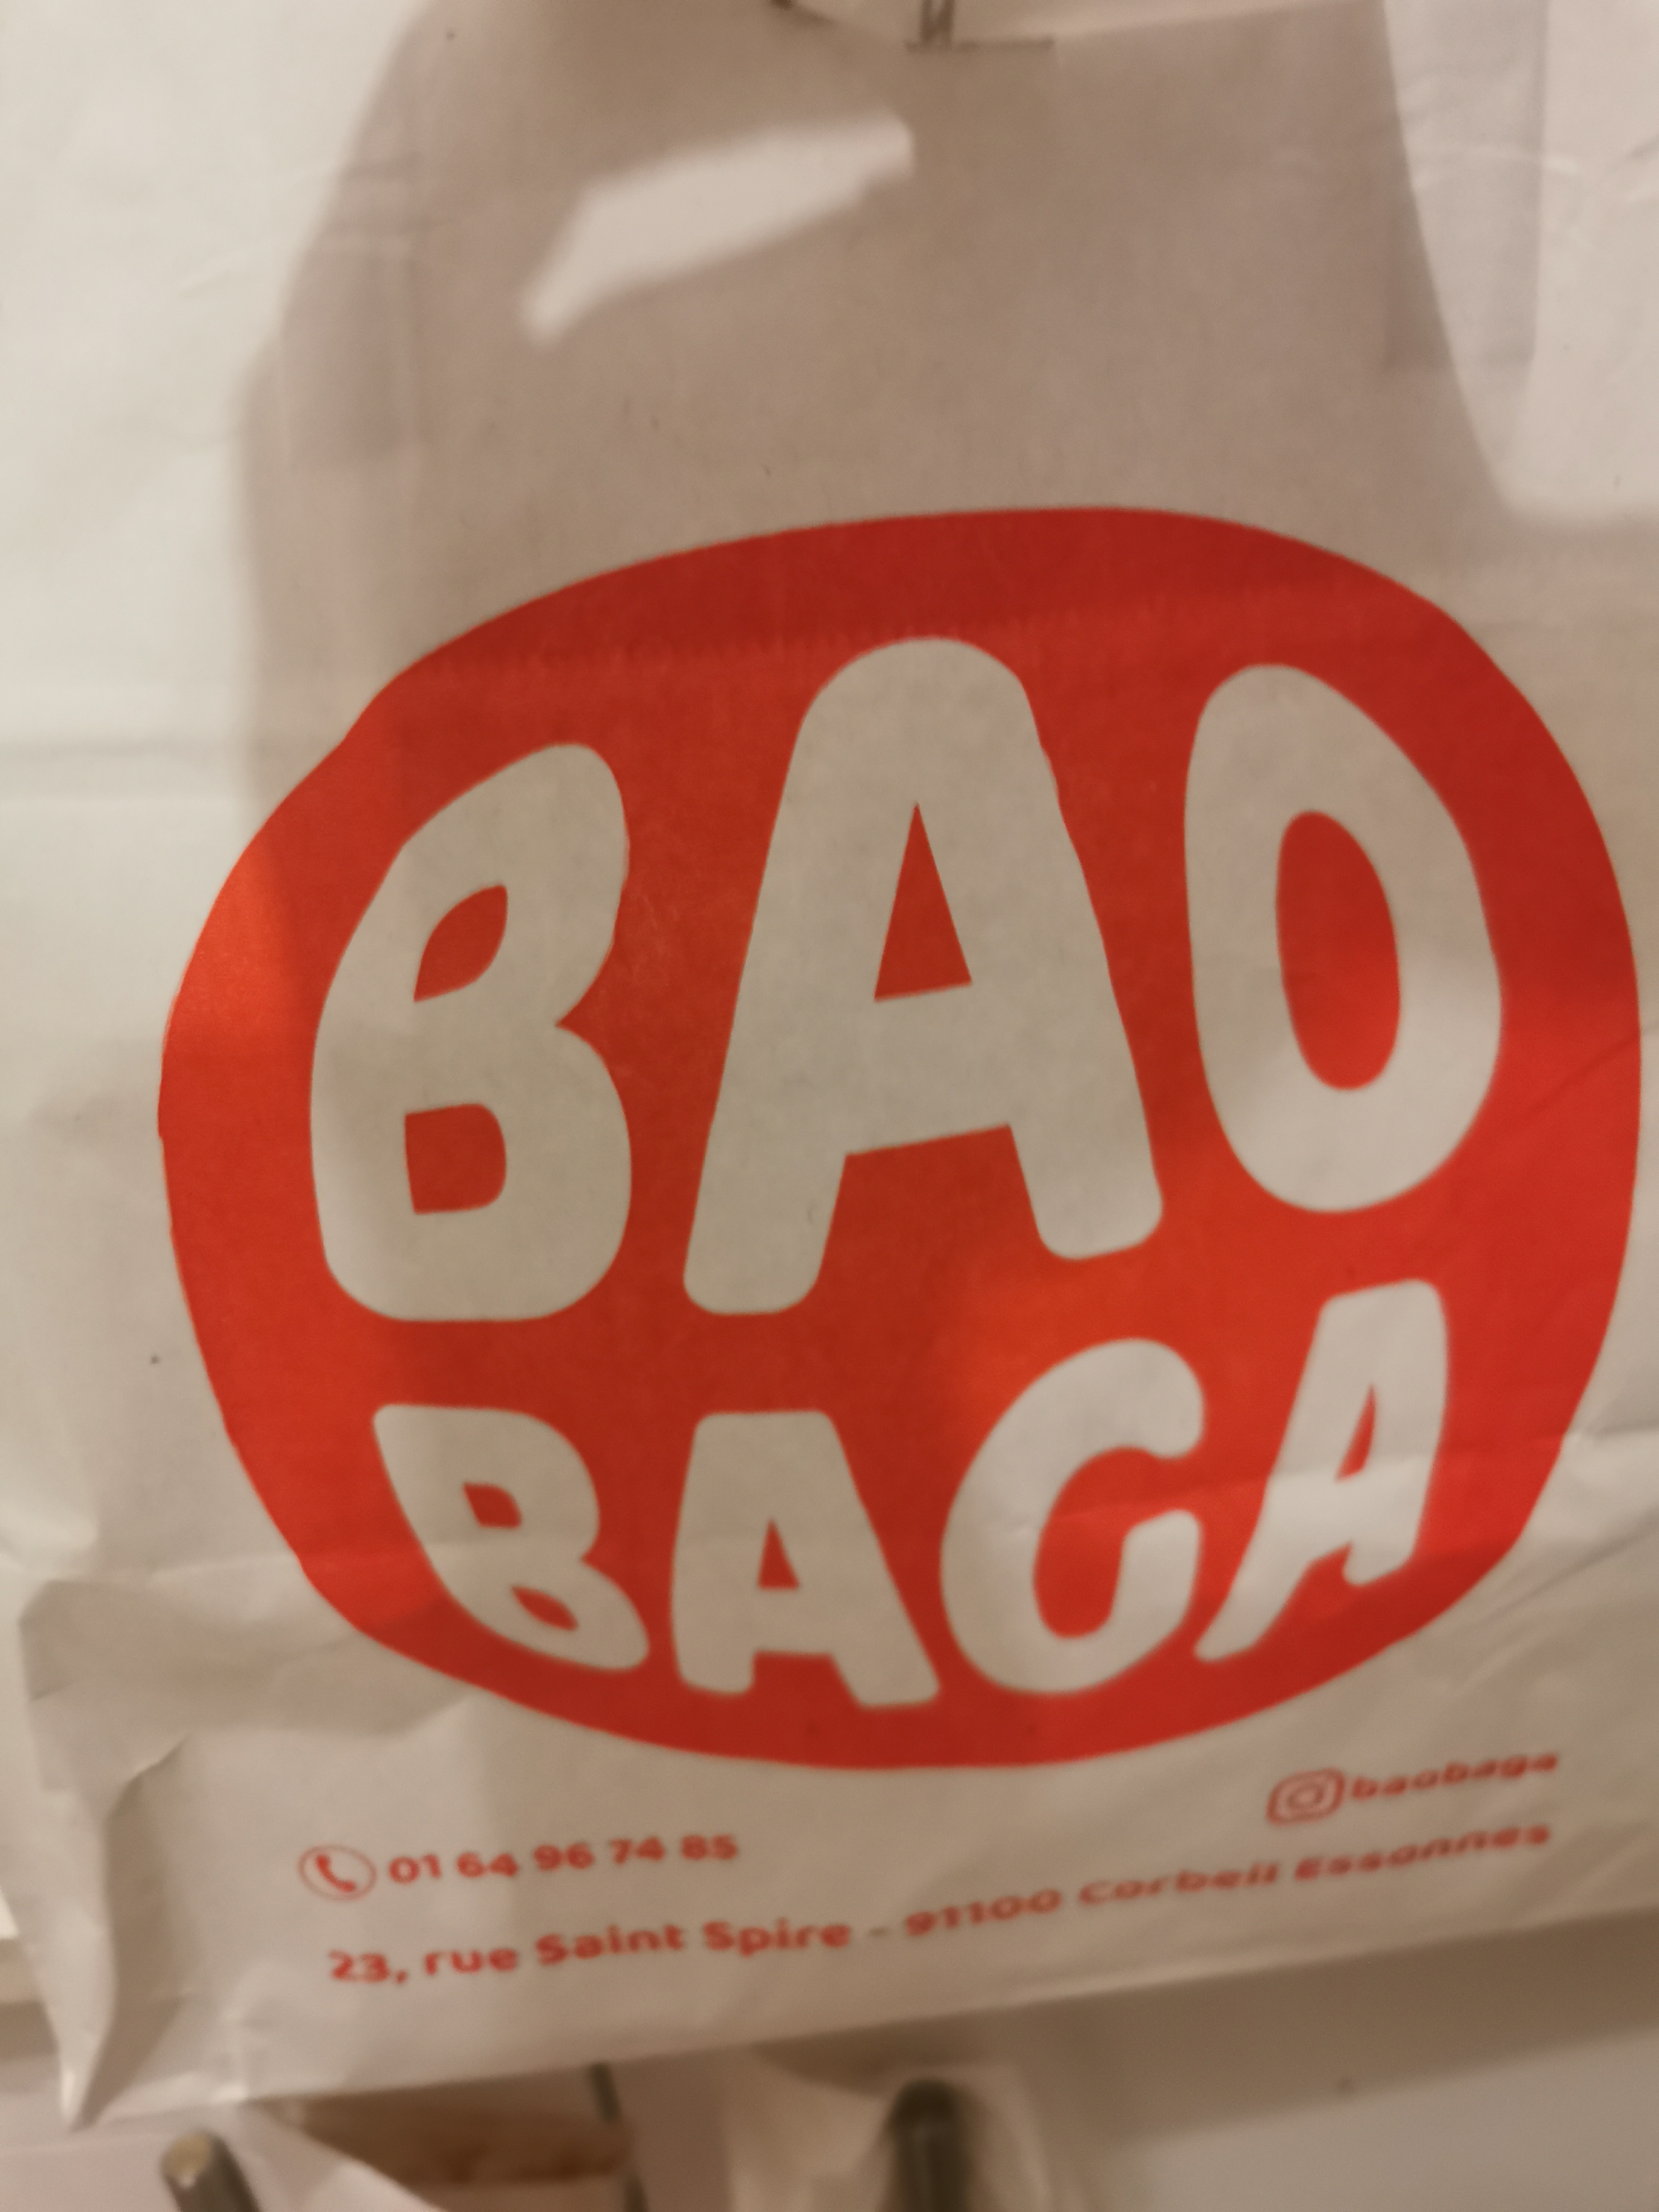 BAO
BAGA
baobaga
01 64 96 74 85
23, rue Saint Spire - 91100 Corbeil Essonnes